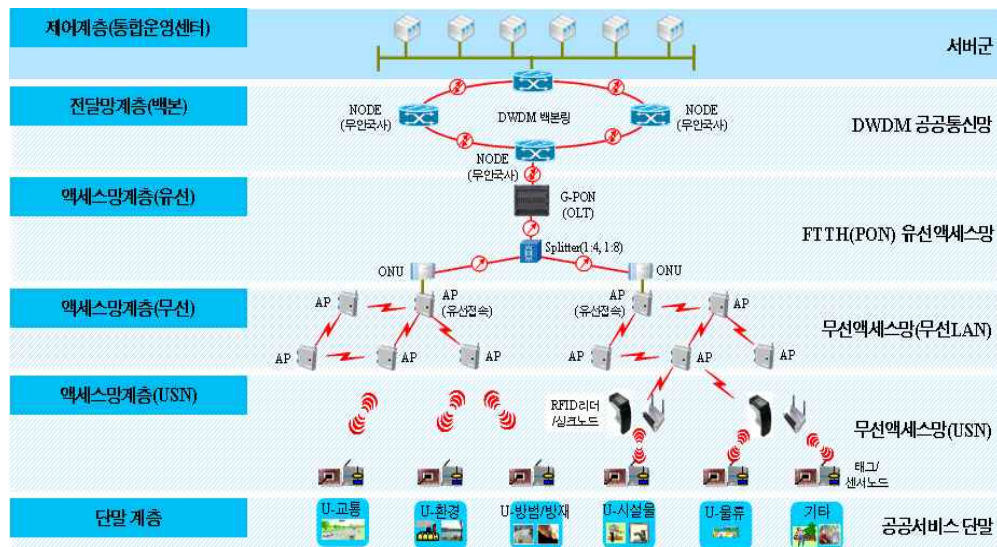 제어계층(통합운영센터)
서버군
전달망계층(백본)
NODE
(무안국사)
DWDM 백본링
NODE
(무안국사)
DWDM 공공통신망
NODE
(무안국사)
액세스망계층(유선)
G-PON
(OLT)
FTTH(PON) 유선액세스망
Splitter(1:4, 1:8)
ONU
ONU
액세스망계층(무선)
AP
AP
(유선접속)
AP
(유선접속)
AP
무선액세스망(무선LAN)
AP
AP
AP
AP
AP
AP
액세스망계층(USN)
RFID리더
/싱크노드
무선액세스망(USN)
태그/
센서노드
단말 계층
U-교통
U-환경
U-방범/방재
U-시설물
U-물류
기타
공공서비스 단말